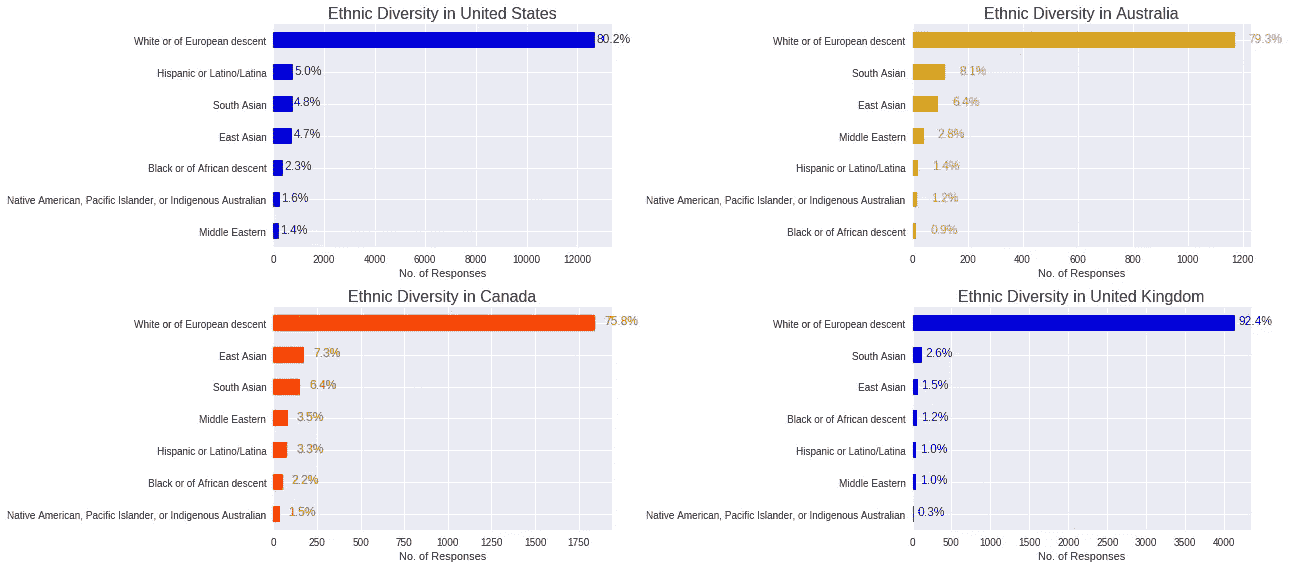 Ethnic Diversity in United States
White or of European descent 80.2%
Hispanic or Latino/Latina 5.0%
South Asian 4.8%
East Asian 4.7%
Black or of African descent 2.3%
Native American, Pacific Islander, or Indigenous Australian 1.6%
Middle Eastern 1.4%
0 2000 4000 6000 8000 10000 12000
No. of Responses
Ethnic Diversity in Australia
White or of European descent 79.3%
South Asian 8.1%
East Asian 6.4%
Middle Eastern 2.8%
Hispanic or Latino/Latina 1.4%
Native American, Pacific Islander, or Indigenous Australian 1.2%
Black or of African descent 0.9%
0 200 400 600 800 1000 1200
No. of Responses
Ethnic Diversity in Canada
White or of European descent 75.8%
East Asian 7.3%
South Asian 6.4%
Middle Eastern 3.5%
Hispanic or Latino/Latina 3.3%
Black or of African descent 2.2%
Native American, Pacific Islander, or Indigenous Australian 1.5%
0 250 500 750 1000 1250 1500 1750
No. of Responses
Ethnic Diversity in United Kingdom
White or of European descent 92.4%
South Asian 2.6%
East Asian 1.5%
Black or of African descent 1.2%
Hispanic or Latino/Latina 1.0%
Middle Eastern 1.0%
Native American, Pacific Islander, or Indigenous Australian 0.3%
0 500 1000 1500 2000 2500 3000 3500 4000
No. of Responses